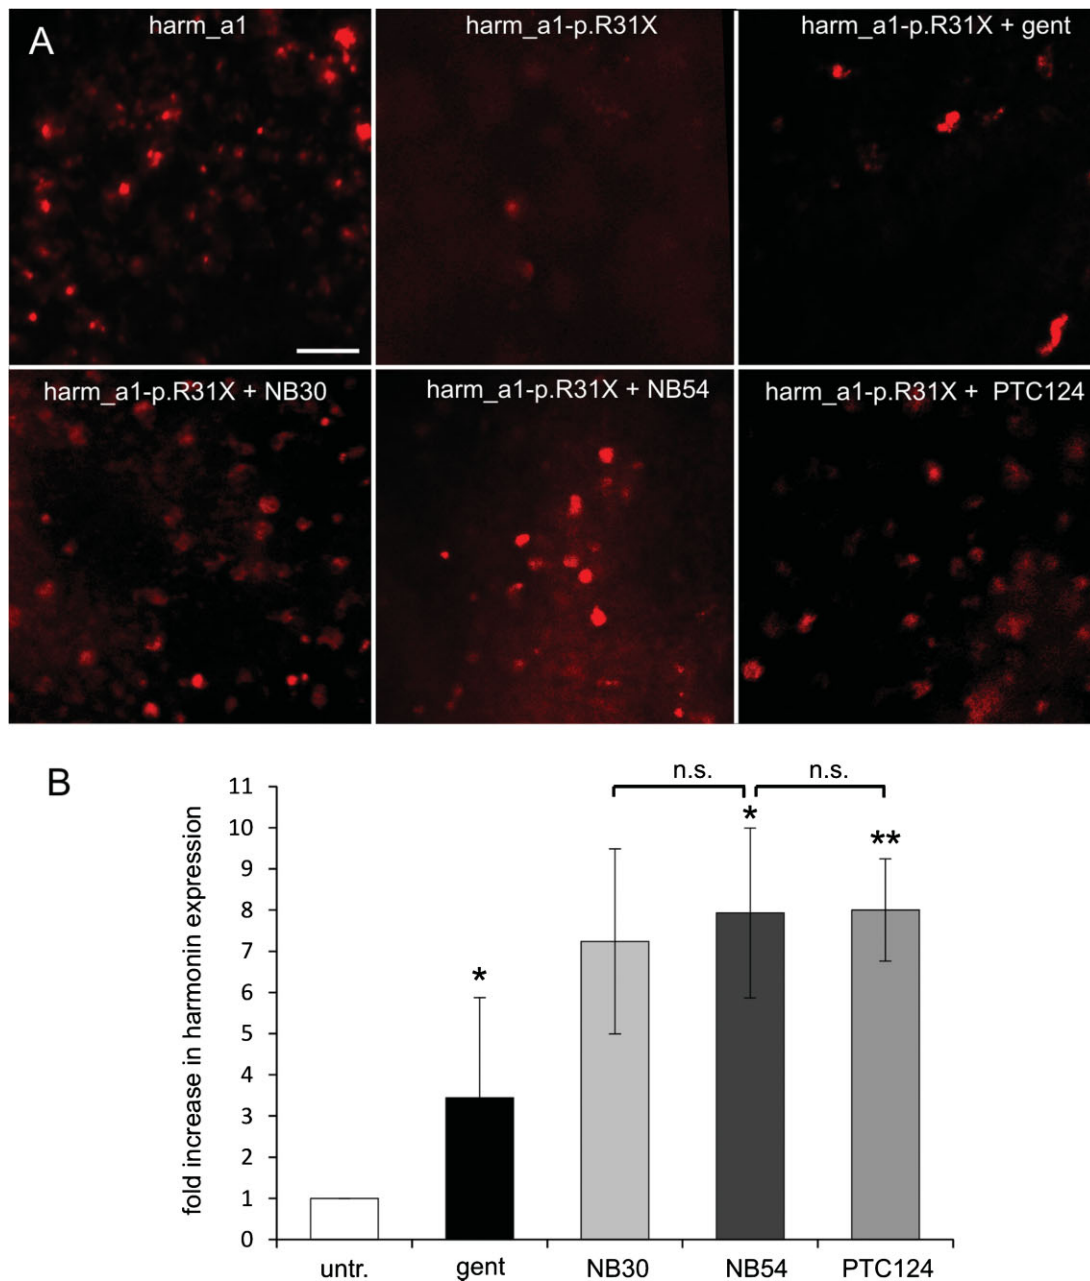 A
harm_a1
harm_a1-p.R31X
harm_a1-p.R31X + gent
harm_a1-p.R31X + NB30
harm_a1-p.R31X + NB54
harm_a1-p.R31X + PTC124
B
fold increase in harmonin expression
11
10
9
8
7
6
5
4
3
2
1
0
n.s.
n.s.
*
*
**
untr.
gent
NB30
NB54
PTC124